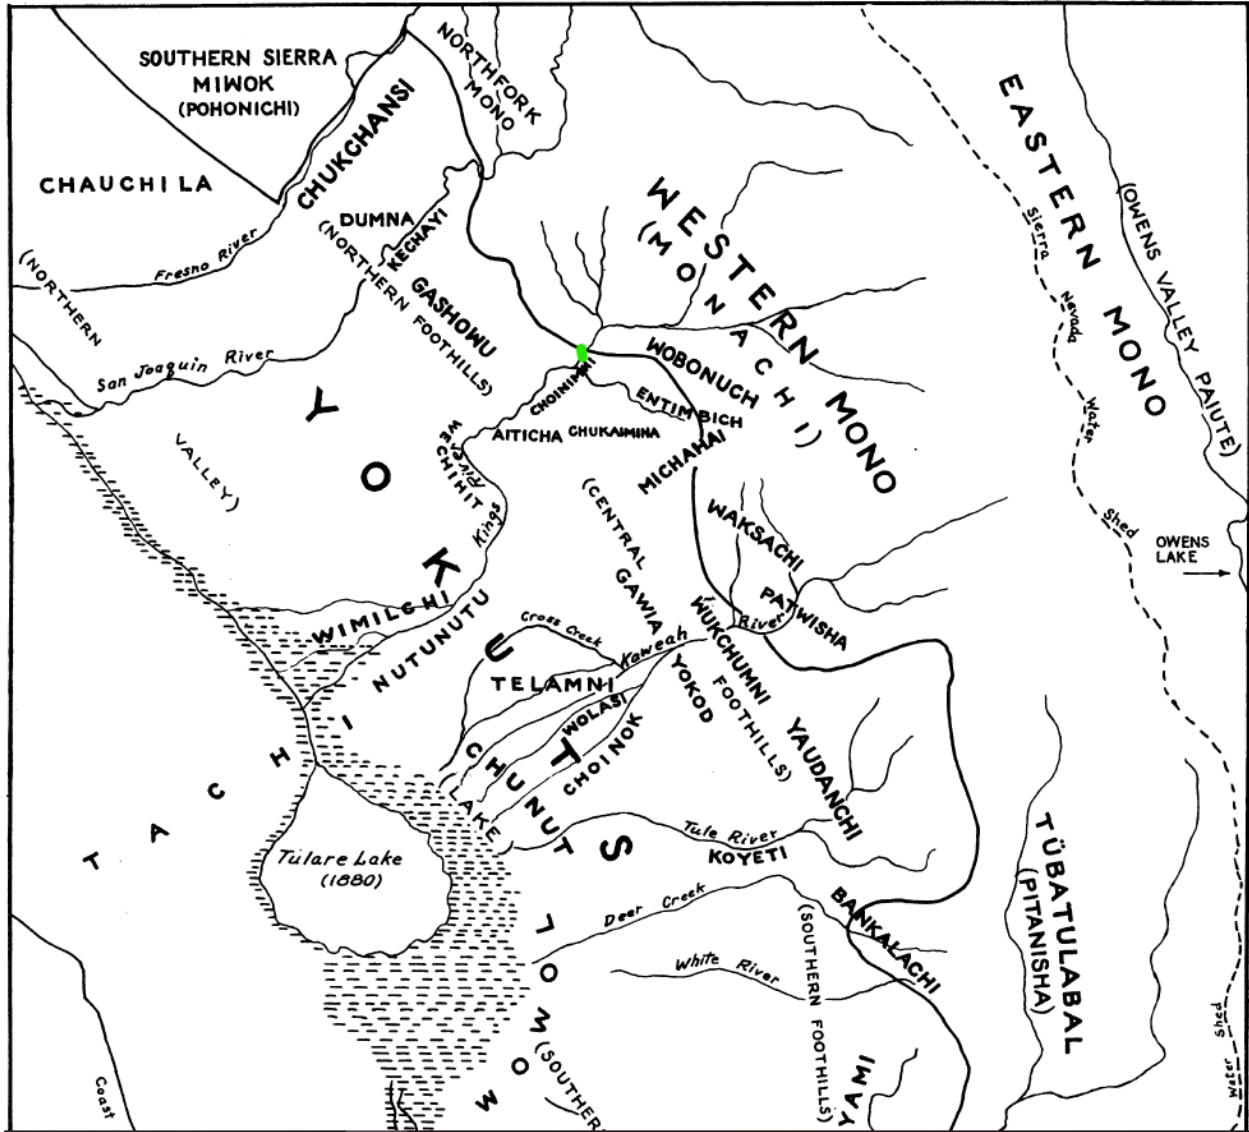 SOUTHERN SIERRA
MIWOK
(POHONICHI)
NORTHFORK
MONO
CHUKCHANSI
CHAUCHILA
EASTERN MONO
(OWENS VALLEY PAIUTE)
WESTERN MONO
(MONACHI)
DUMNA
KECHAYI
(NORTHERN FOOTHILLS)
GASHOWU
Fresno River
(NORTHERN
VALLEY)
San Joaquin River
Sierra
Nevada
Water
Shed
WOBONUCH
CHOINIMNI
ENTIMBICH
AITICHA
CHUKAIMINA
MICHAHAI
WECHIHIT
Kings
River
YOKUTS
(CENTRAL
FOOTHILLS)
WAKSACHI
OWENS
LAKE
GAWIA
PATWISHA
WUKCHUMNI
WIMILCHI
NUTUNUTU
Cross Creek
Kaweah
River
TELAMNI
YOKOD
WOLASI
CHOINOK
CHUNUT
(LAKE
YAUDANCHI
TACHI
Tulare Lake
(1880)
Tule River
KOYETI
TÜBATULABAL
(PITANISHA)
Deer Creek
BANKALACHI
White River
(SOUTHERN FOOTHILLS)
WOWOL
(SOUTHERN
YAMI
Coast
Water
Shed